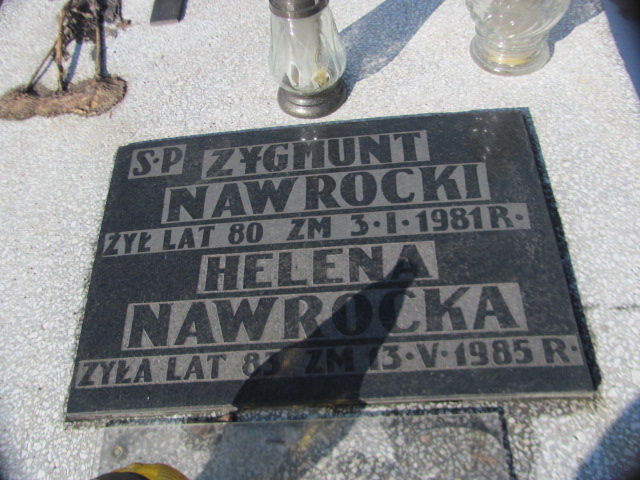 S·P ZYGMUNT
NAWROCKI
ŻYŁ LAT 80 ZM 3·I·1981 R·
HELENA
NAWROCKA
ŻYŁA LAT 83 ZM 13·V·1985 R·